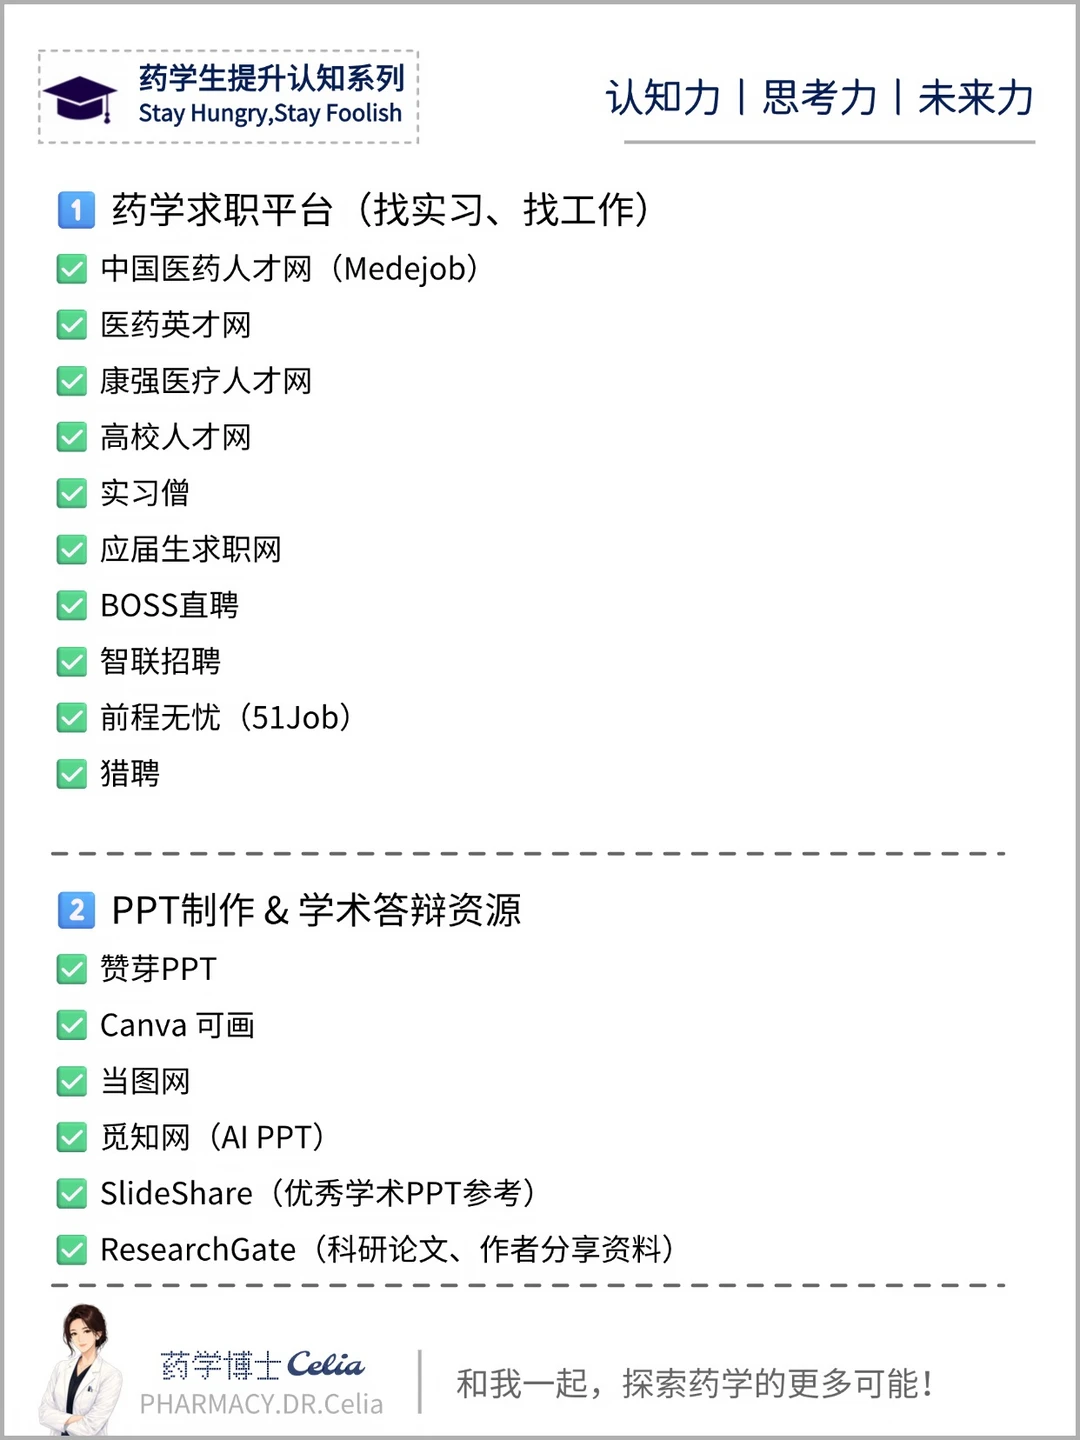 药学生提升认知系列
Stay Hungry,Stay Foolish
认知力丨思考力丨未来力
1 药学求职平台（找实习、找工作）
中国医药人才网（Medejob）
医药英才网
康强医疗人才网
高校人才网
实习僧
应届生求职网
BOSS直聘
智联招聘
前程无忧（51Job）
猎聘
2 PPT制作 & 学术答辩资源
赞芽PPT
Canva 可画
当图网
觅知网（AI PPT）
SlideShare（优秀学术PPT参考）
ResearchGate（科研论文、作者分享资料）
药学博士 Celia
PHARMACY.DR.Celia
和我一起，探索药学的更多可能！